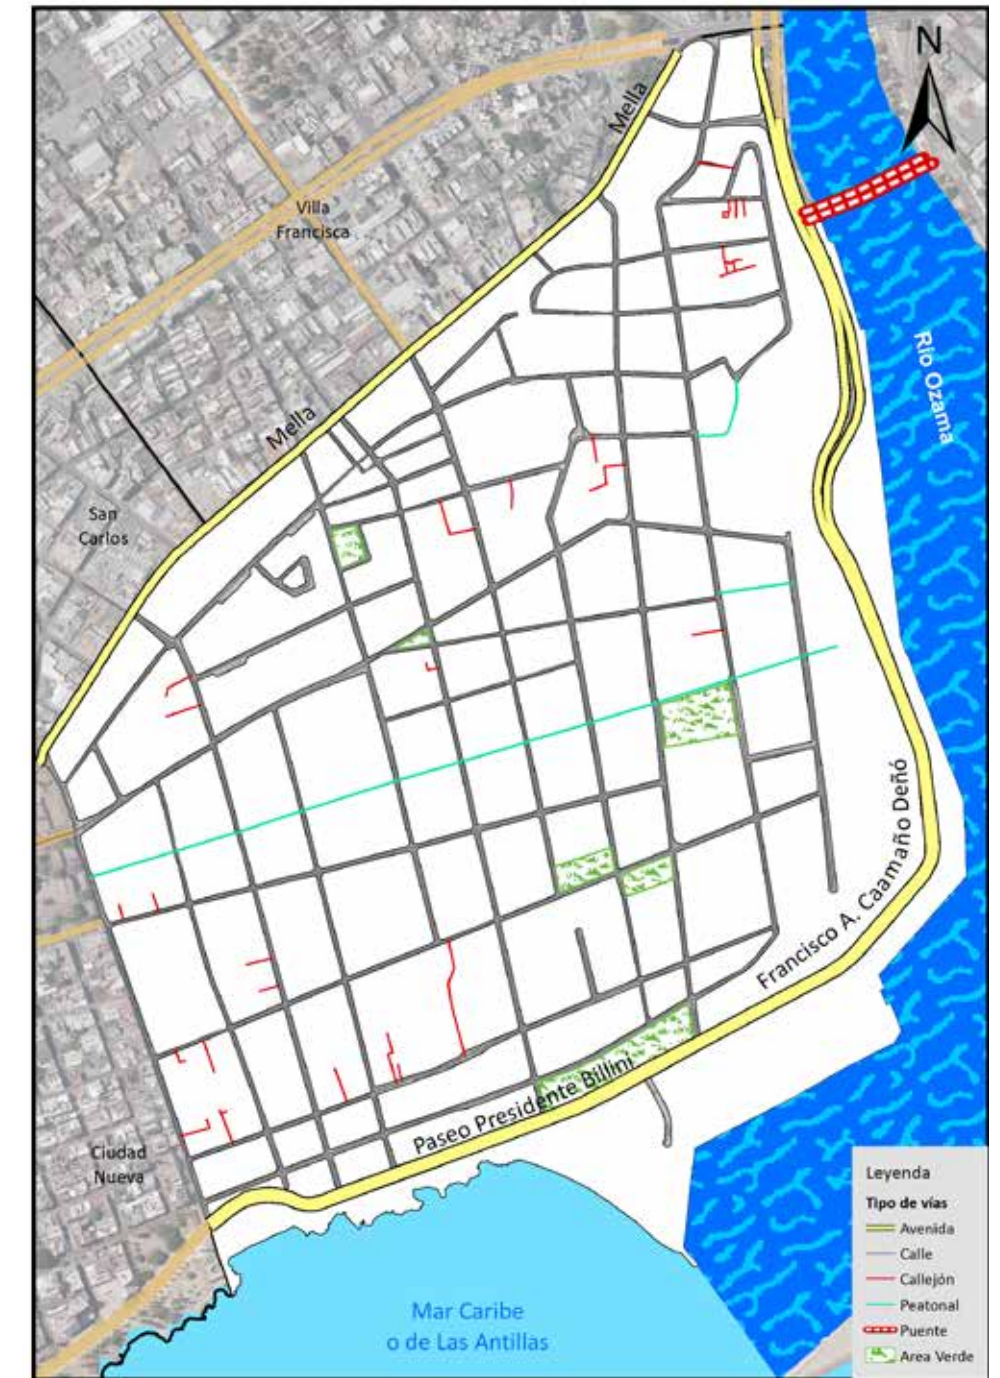 N
Mella
Villa
Francisca
Rio Ozama
Mella
San
Carlos
Francisco A. Caamaño Deñó
Paseo Presidente Billini
Ciudad
Nueva
Mar Caribe
o de Las Antillas
Leyenda
Tipo de vías
Avenida
Calle
Callejón
Peatonal
Puente
Area Verde